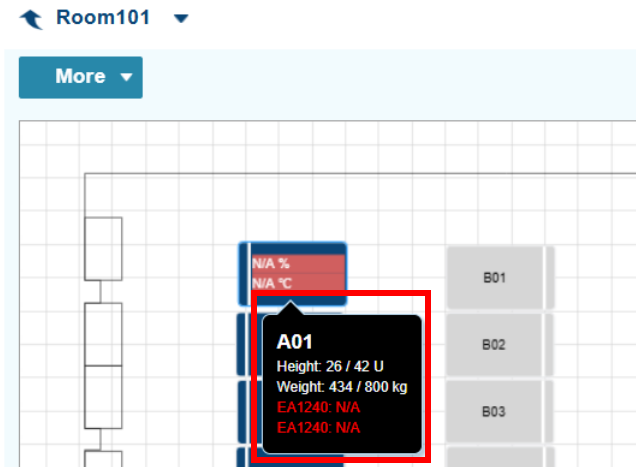 Room101
More
N/A %
N/A °C
B01
A01
Height: 26 / 42 U
Weight: 434 / 800 kg
EA1240: N/A
EA1240: N/A
B02
B03